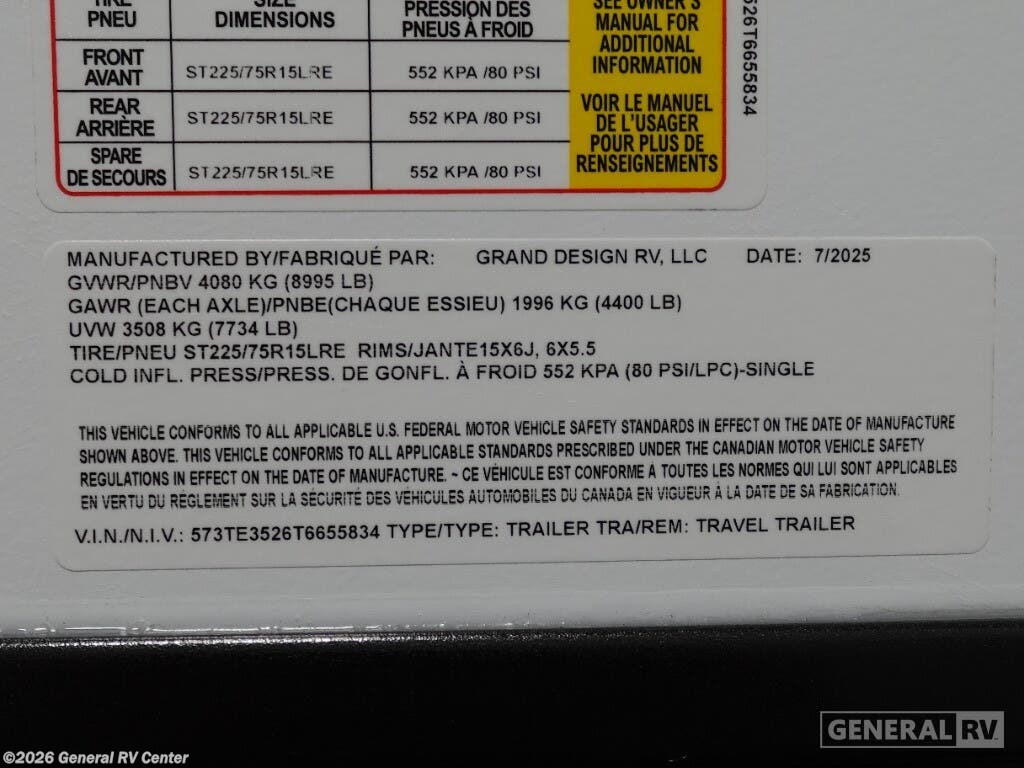 TIRE SIZE PRESSION DES SEE OWNER'S
PNEU DIMENSIONS PNEUS À FROID MANUAL FOR
ADDITIONAL
INFORMATION
FRONT
AVANT ST225/75R15LRE 552 KPA /80 PSI
REAR
ARRIÈRE ST225/75R15LRE 552 KPA /80 PSI
SPARE
DE SECOURS ST225/75R15LRE 552 KPA /80 PSI
VOIR LE MANUEL
DE L'USAGER
POUR PLUS DE
RENSEIGNEMENTS
526T6655834
MANUFACTURED BY/FABRIQUÉ PAR: GRAND DESIGN RV, LLC DATE: 7/2025
GVWR/PNBV 4080 KG (8995 LB)
GAWR (EACH AXLE)/PNBE(CHAQUE ESSIEU) 1996 KG (4400 LB)
UVW 3508 KG (7734 LB)
TIRE/PNEU ST225/75R15LRE RIMS/JANTE15X6J, 6X5.5
COLD INFL. PRESS/PRESS. DE GONFL. À FROID 552 KPA (80 PSI/LPC)-SINGLE
THIS VEHICLE CONFORMS TO ALL APPLICABLE U.S. FEDERAL MOTOR VEHICLE SAFETY STANDARDS IN EFFECT ON THE DATE OF MANUFACTURE
SHOWN ABOVE. THIS VEHICLE CONFORMS TO ALL APPLICABLE STANDARDS PRESCRIBED UNDER THE CANADIAN MOTOR VEHICLE SAFETY
REGULATIONS IN EFFECT ON THE DATE OF MANUFACTURE. ~ CE VÉHICULE EST CONFORME À TOUTES LES NORMES QUI LUI SONT APPLICABLES
EN VERTU DU RÈGLEMENT SUR LA SÉCURITÉ DES VÉHICULES AUTOMOBILES DU CANADA EN VIGUEUR À LA DATE DE SA FABRICATION.
V.I.N./N.I.V.: 573TE3526T6655834 TYPE/TYPE: TRAILER TRA/REM: TRAVEL TRAILER
GENERAL RV
©2026 General RV Center